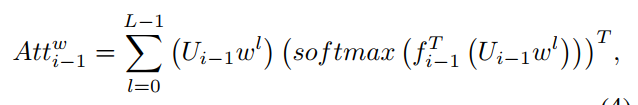 Att^w_{i-1} = \sum_{l=0}^{L-1} (U_{i-1}w^l) (softmax (f^T_{i-1} (U_{i-1}w^l)))^T,